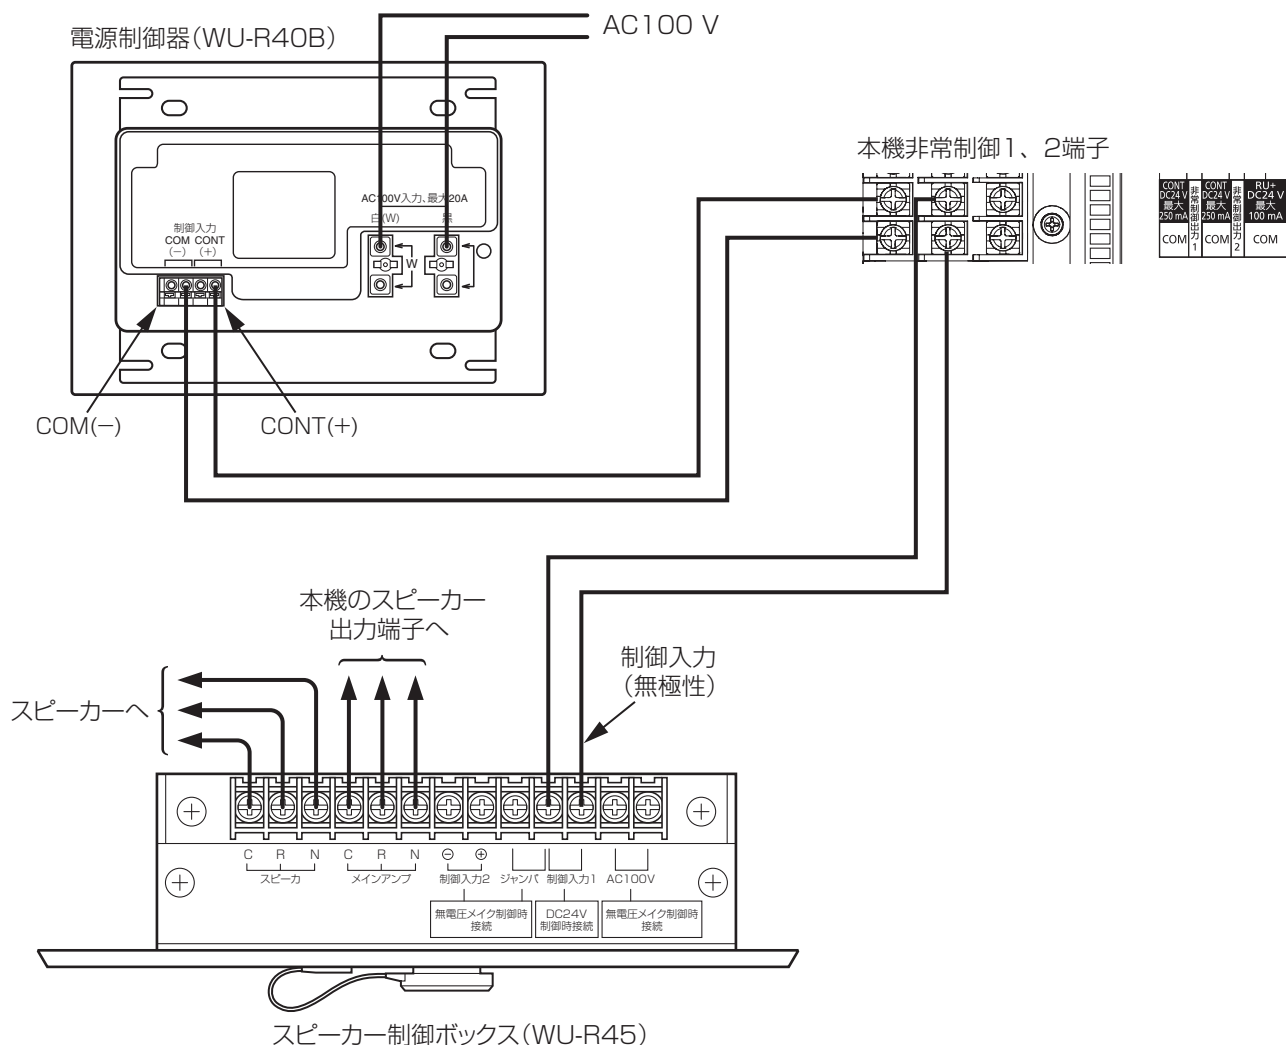 電源制御器(WU-R40B)
AC100 V
AC100V入力、最大20A
白(W)
黒
制御入力
COM CONT
(−) (+)
W
COM(−)
CONT(+)
本機非常制御1、2端子
CONT
DC24 V
最大
250 mA
COM
非常制御出力1
CONT
DC24 V
最大
250 mA
COM
非常制御出力2
RU+
DC24 V
最大
100 mA
COM
本機のスピーカー
出力端子へ
制御入力
(無極性)
スピーカーへ
C R N C R N ⊖ ⊕
スピーカ メインアンプ 制御入力2 ジャンパ 制御入力1 AC100V
無電圧メイク制御時
接続
DC24V
制御時接続
無電圧メイク制御時
接続
スピーカー制御ボックス(WU-R45)